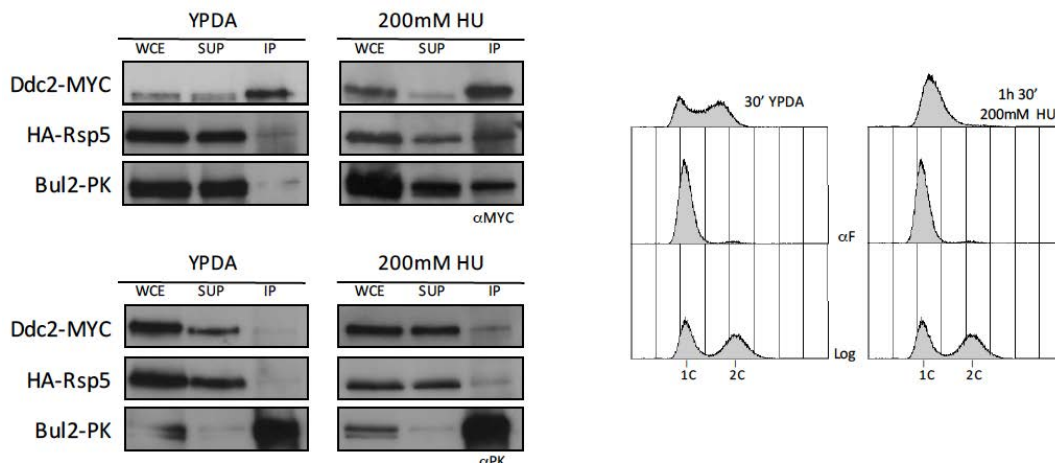 YPDA 200mM HU
WCE SUP IP WCE SUP IP
Ddc2-MYC
HA-Rsp5
Bul2-PK
αMYC
YPDA 200mM HU
WCE SUP IP WCE SUP IP
Ddc2-MYC
HA-Rsp5
Bul2-PK
αPK
30' YPDA
1h 30'
200mM HU
αF
Log
1C 2C 1C 2C